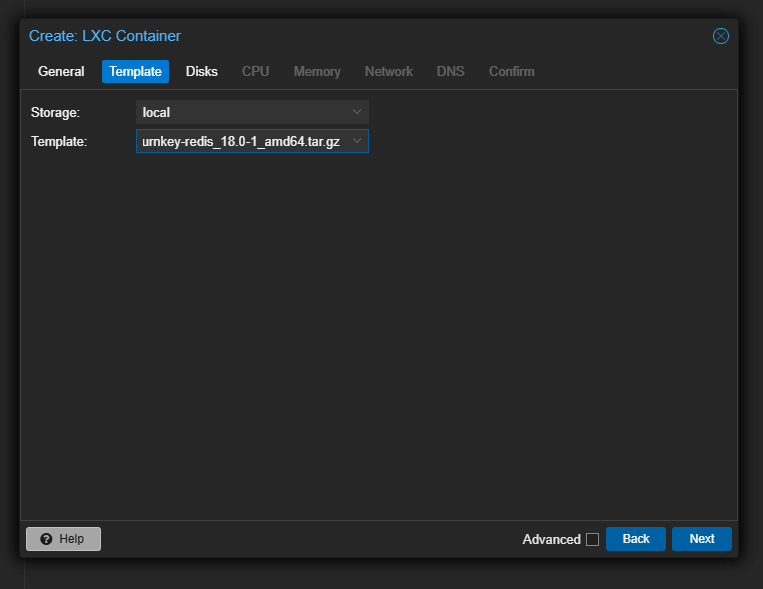 Create: LXC Container
General Template Disks CPU Memory Network DNS Confirm
Storage: local
Template: urnkey-redis_18.0-1_amd64.tar.gz
Help Advanced Back Next